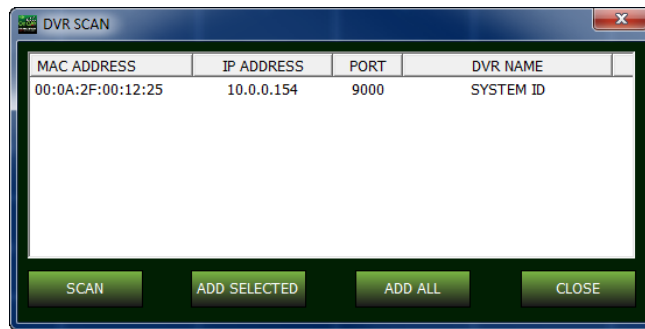 DVR SCAN
MAC ADDRESS IP ADDRESS PORT DVR NAME
00:0A:2F:00:12:25 10.0.0.154 9000 SYSTEM ID
SCAN ADD SELECTED ADD ALL CLOSE